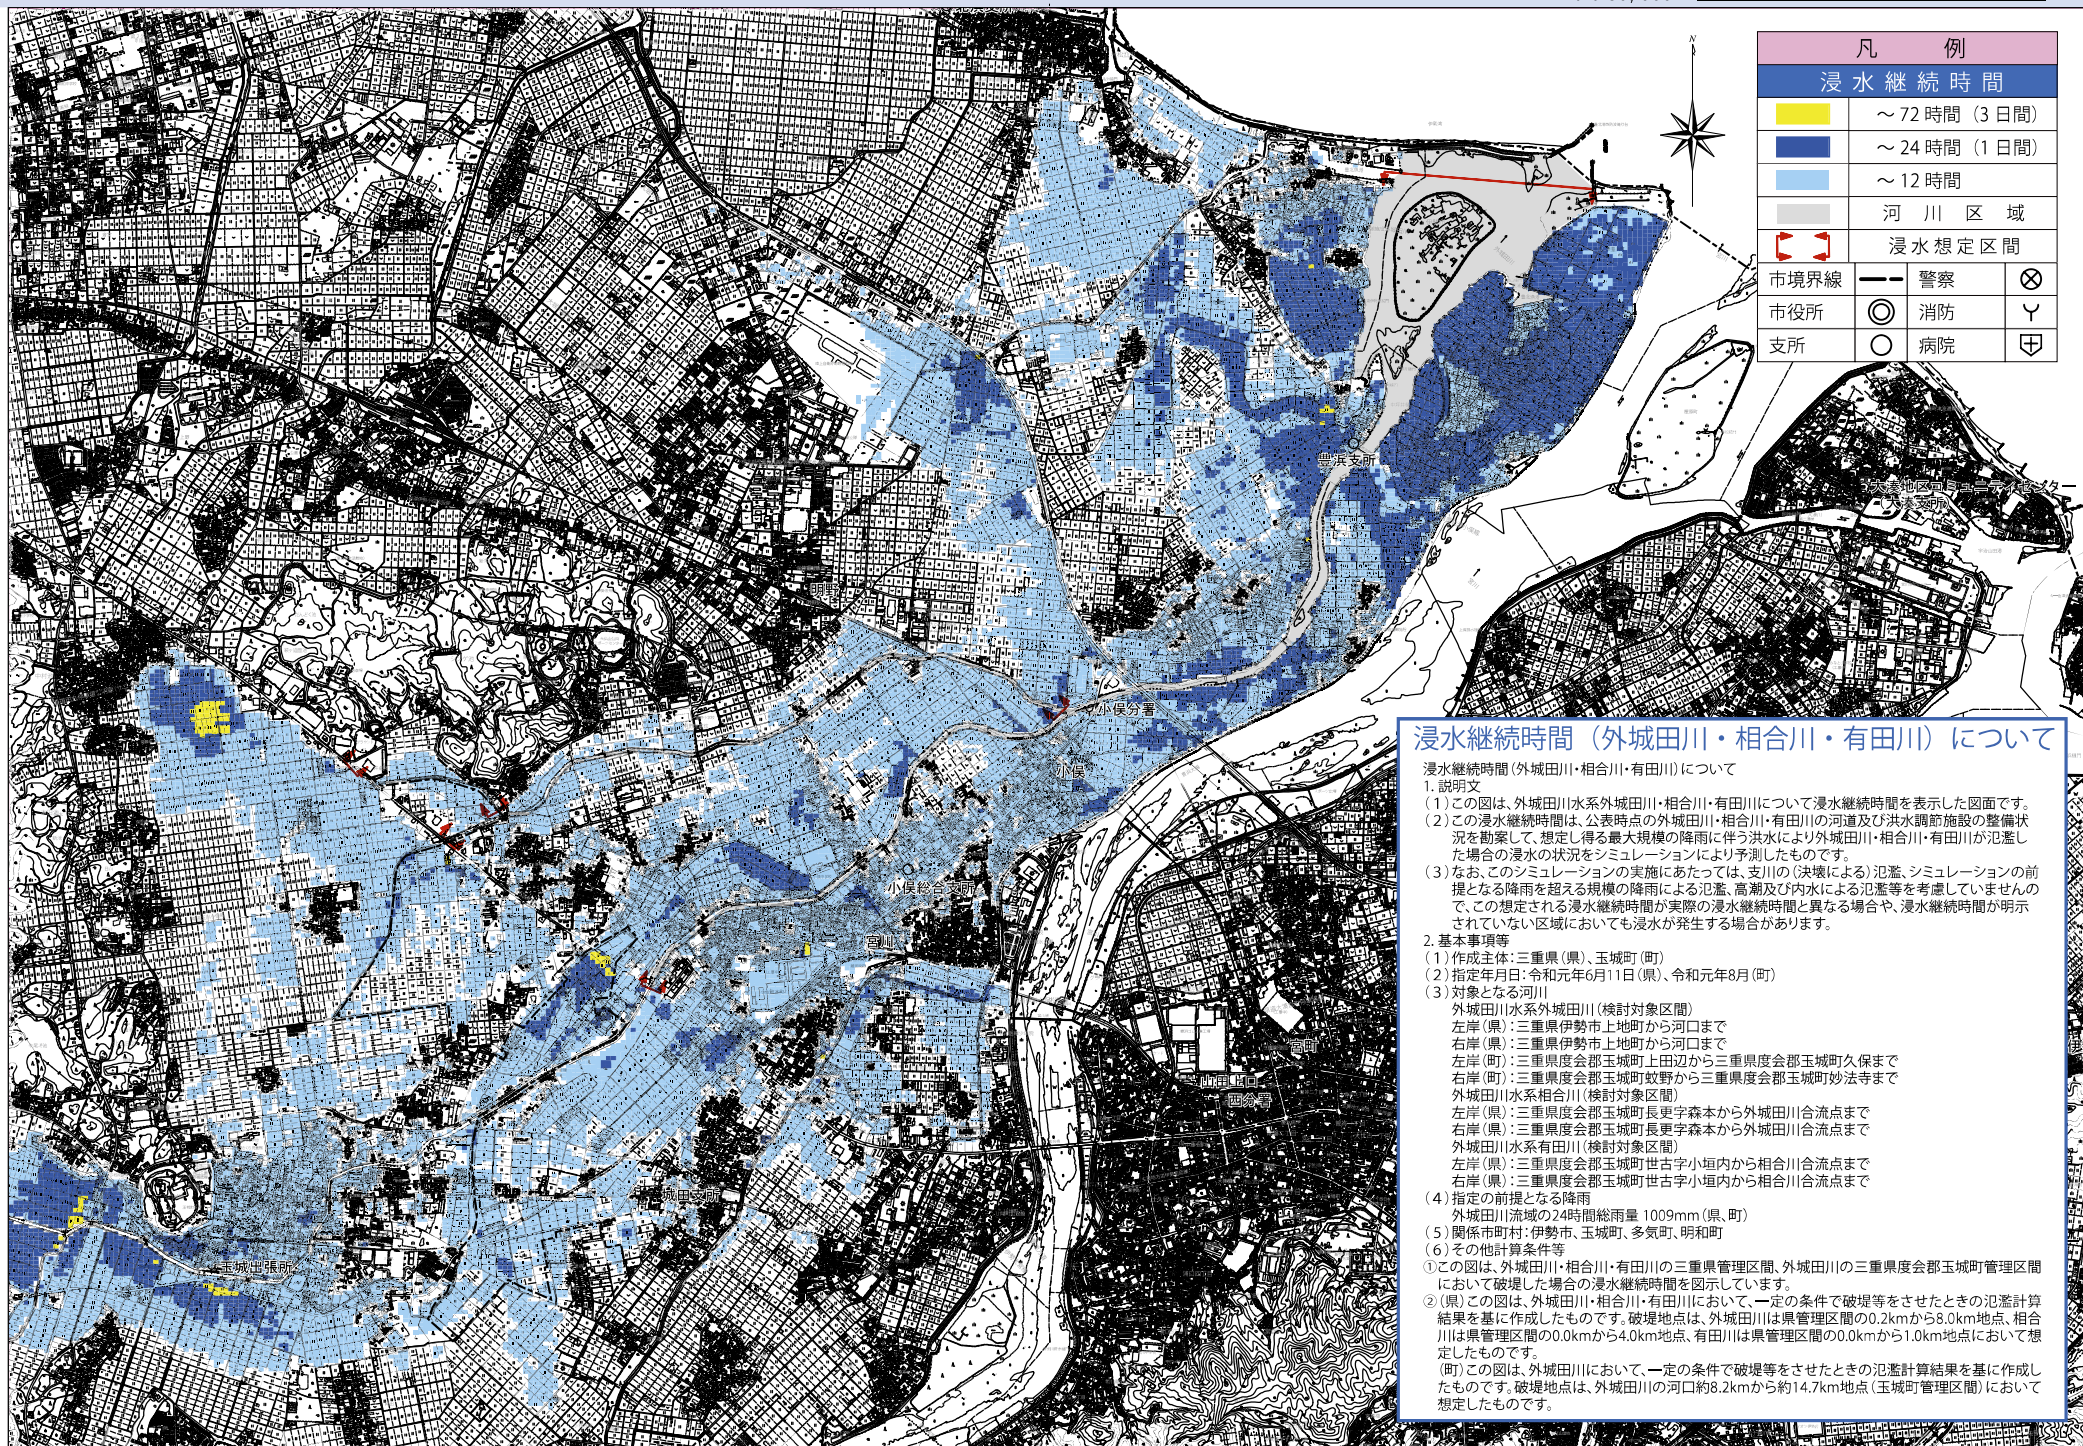 凡 例
浸水継続時間
～72時間（3日間）
～24時間（1日間）
～12時間
河川区域
浸水想定区間
市境界線 警察
市役所 消防
支所 病院
N
豊浜支所
大湊地区コミュニティセンター
（大湊支所）
明野
小俣分署
小俣
小俣総合支所
宮川
宮町
山田上口
西分署
城田支所
玉城出張所
浸水継続時間（外城田川・相合川・有田川）について
浸水継続時間（外城田川・相合川・有田川）について
1. 説明文
（1）この図は、外城田川水系外城田川・相合川・有田川について浸水継続時間を表示した図面です。
（2）この浸水継続時間は、公表時点の外城田川・相合川・有田川の河道及び洪水調節施設の整備状
況を勘案して、想定し得る最大規模の降雨に伴う洪水により外城田川・相合川・有田川が氾濫し
た場合の浸水の状況をシミュレーションにより予測したものです。
（3）なお、このシミュレーションの実施にあたっては、支川の（決壊による）氾濫、シミュレーションの前
提となる降雨を超える規模の降雨による氾濫、高潮及び内水による氾濫等を考慮していませんの
で、この想定される浸水継続時間が実際の浸水継続時間と異なる場合や、浸水継続時間が明示
されていない区域においても浸水が発生する場合があります。
2. 基本事項等
（1）作成主体：三重県（県）、玉城町（町）
（2）指定年月日：令和元年6月11日（県）、令和元年8月（町）
（3）対象となる河川
外城田川水系外城田川（検討対象区間）
左岸（県）：三重県伊勢市上地町から河口まで
右岸（県）：三重県伊勢市上地町から河口まで
左岸（町）：三重県度会郡玉城町上田辺から三重県度会郡玉城町久保まで
右岸（町）：三重県度会郡玉城町蚊野から三重県度会郡玉城町妙法寺まで
外城田川水系相合川（検討対象区間）
左岸（県）：三重県度会郡玉城町長更字森本から外城田川合流点まで
右岸（県）：三重県度会郡玉城町長更字森本から外城田川合流点まで
外城田川水系有田川（検討対象区間）
左岸（県）：三重県度会郡玉城町世古字小垣内から相合川合流点まで
右岸（県）：三重県度会郡玉城町世古字小垣内から相合川合流点まで
（4）指定の前提となる降雨
外城田川流域の24時間総雨量 1009mm（県、町）
（5）関係市町村：伊勢市、玉城町、多気町、明和町
（6）その他計算条件等
①この図は、外城田川・相合川・有田川の三重県管理区間、外城田川の三重県度会郡玉城町管理区間
において破堤した場合の浸水継続時間を図示しています。
②（県）この図は、外城田川・相合川・有田川において、一定の条件で破堤等をさせたときの氾濫計算
結果を基に作成したものです。破堤地点は、外城田川は県管理区間の0.2kmから8.0km地点、相合
川は県管理区間の0.0kmから4.0km地点、有田川は県管理区間の0.0kmから1.0km地点において想
定したものです。
（町）この図は、外城田川において、一定の条件で破堤等をさせたときの氾濫計算結果を基に作成し
たものです。破堤地点は、外城田川の河口約8.2kmから約14.7km地点（玉城町管理区間）において
想定したものです。